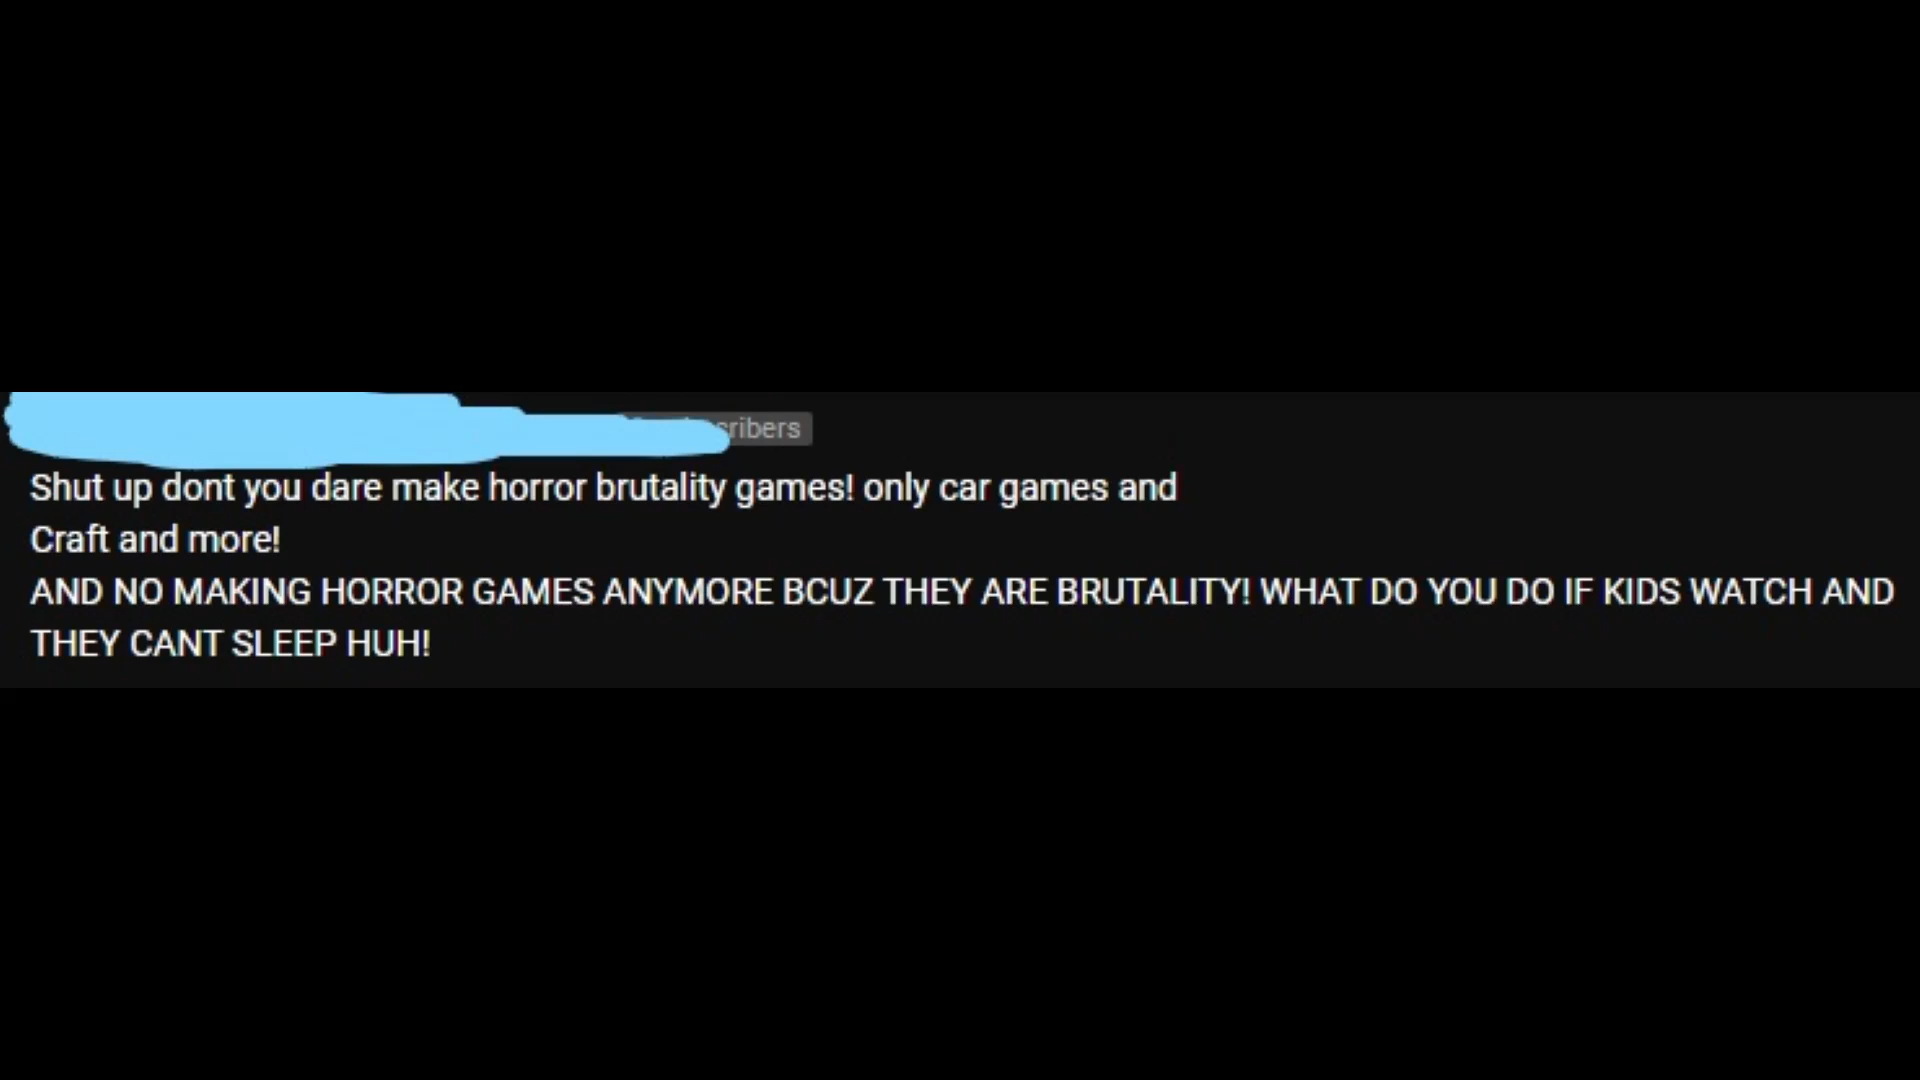 Shut up dont you dare make horror brutality games! only car games and
Craft and more!
AND NO MAKING HORROR GAMES ANYMORE BCUZ THEY ARE BRUTALITY! WHAT DO YOU DO IF KIDS WATCH AND
THEY CANT SLEEP HUH!